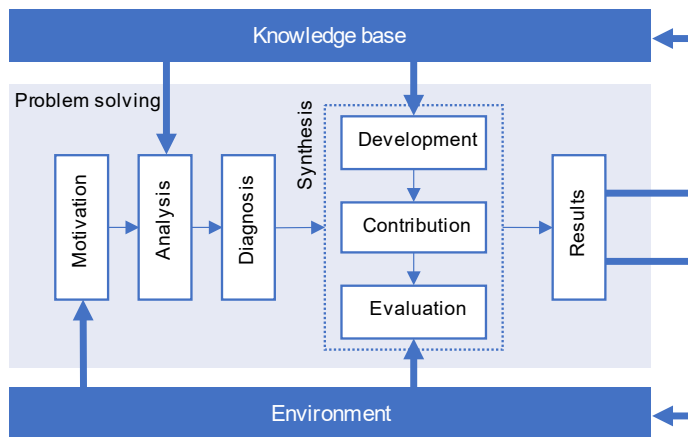 Knowledge base
Problem solving
Motivation
Analysis
Diagnosis
Synthesis
Development
Contribution
Evaluation
Results
Environment